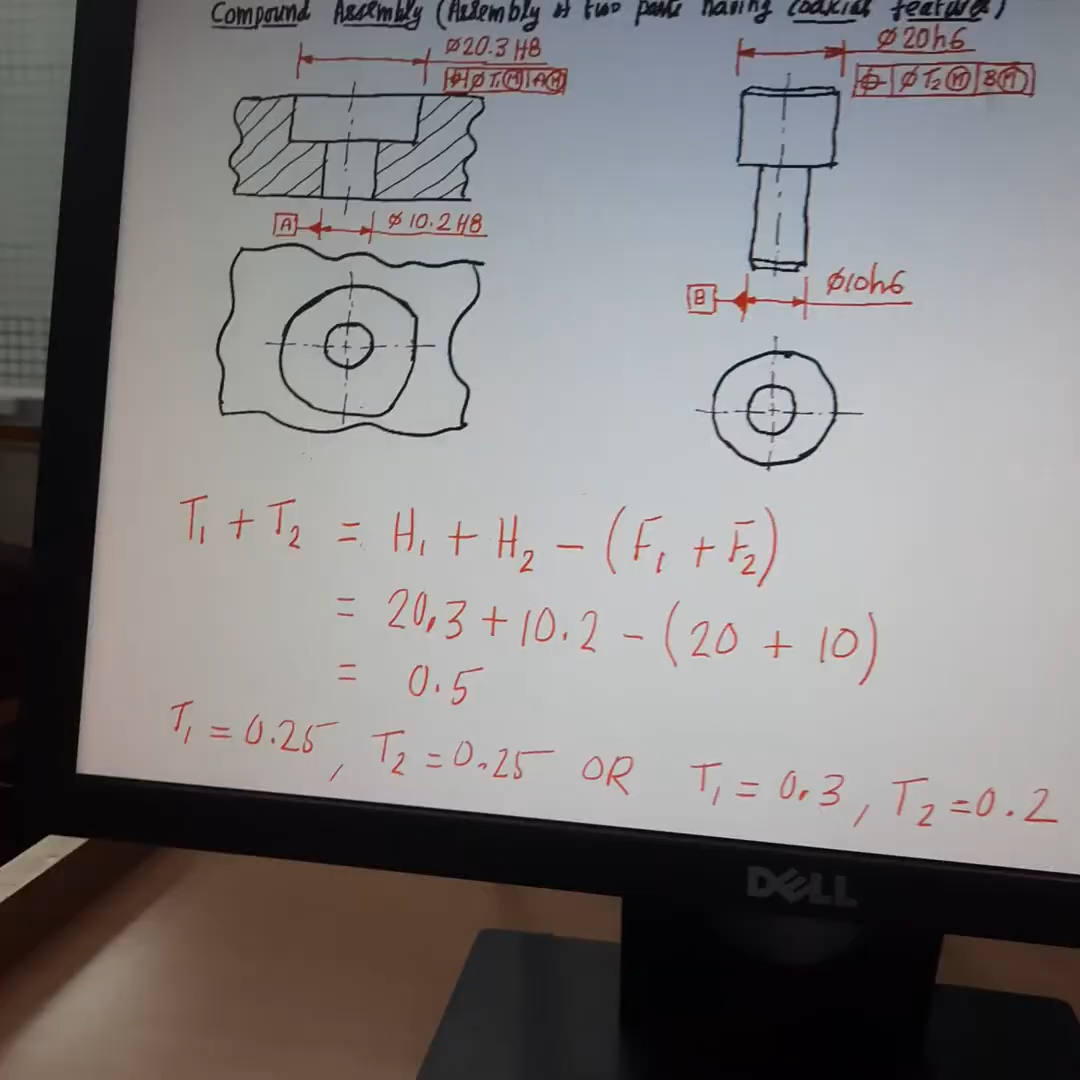 Compound Assembly (Assembly of two parts having coaxial features)
Ø20.3 H8
⌖ Ø T₁ Ⓜ A Ⓜ
Ø20h6
⌖ Ø T₂ Ⓜ B Ⓜ
A Ø10.2 H8
B Ø10h6
T₁ + T₂ = H₁ + H₂ - (F₁ + F₂)
= 20.3 + 10.2 - (20 + 10)
= 0.5
T₁ = 0.25, T₂ = 0.25 OR T₁ = 0.3, T₂ = 0.2
DELL